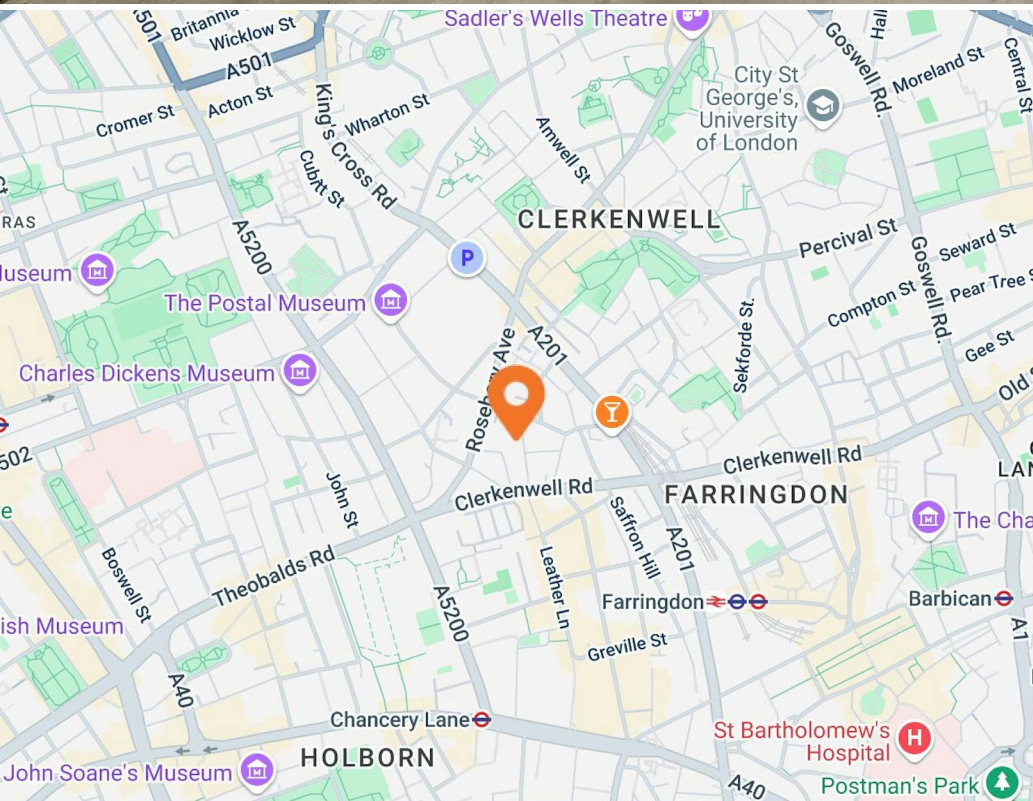 Sadler's Wells Theatre
A501
Britannia
Wicklow St
A501
Acton St
Cromer St
King's Cross Rd
Wharton St
Cubitt St
Amwell St
City St
George's,
University
of London
Goswell Rd.
Hall
Moreland St
Central St
RAS
A5200
CLERKENWELL
Percival St
Goswell Rd.
Seward St
Museum
P
The Postal Museum
Compton St
Pear Tree S
Sekforde St.
A201
Rosebery Ave
Gee St
Charles Dickens Museum
Old S
502
Clerkenwell Rd
LAN
John St
Clerkenwell Rd
FARRINGDON
Saffron Hill
A201
The Cha
e
Boswell St
Theobalds Rd
Leather Ln
A5200
Farringdon
Barbican
A1
ish Museum
Greville St
A40
Chancery Lane
HOLBORN
St Bartholomew's
Hospital
H
John Soane's Museum
A40
Postman's Park